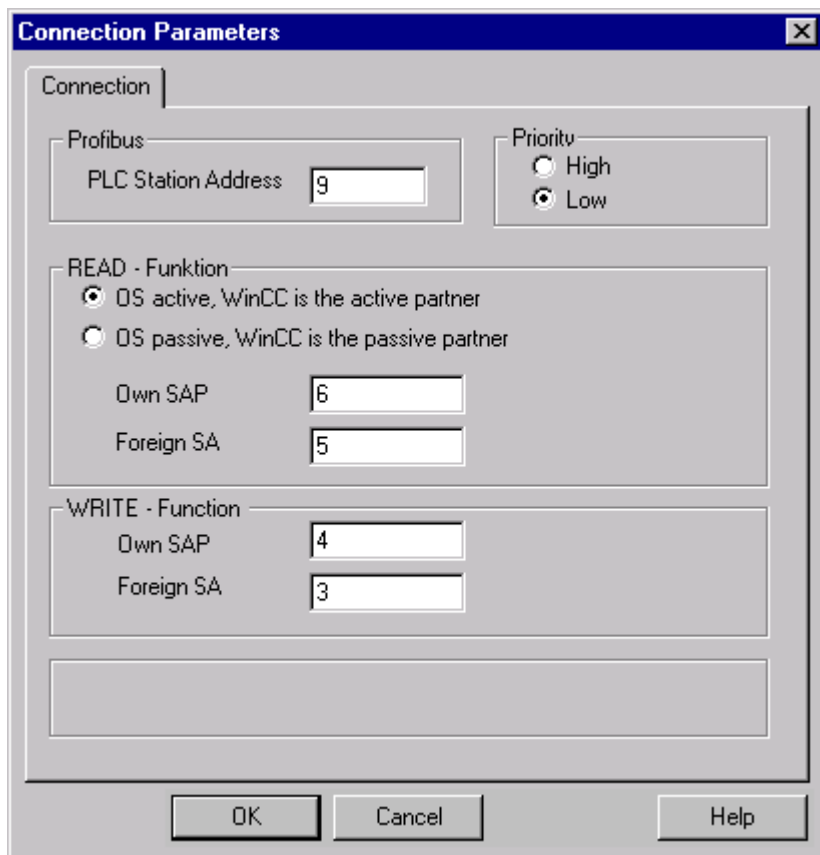 Connection Parameters
Connection
Profibus
PLC Station Address 9
Priority
High
Low
READ - Funktion
OS active, WinCC is the active partner
OS passive, WinCC is the passive partner
Own SAP 6
Foreign SA 5
WRITE - Function
Own SAP 4
Foreign SA 3
OK Cancel Help